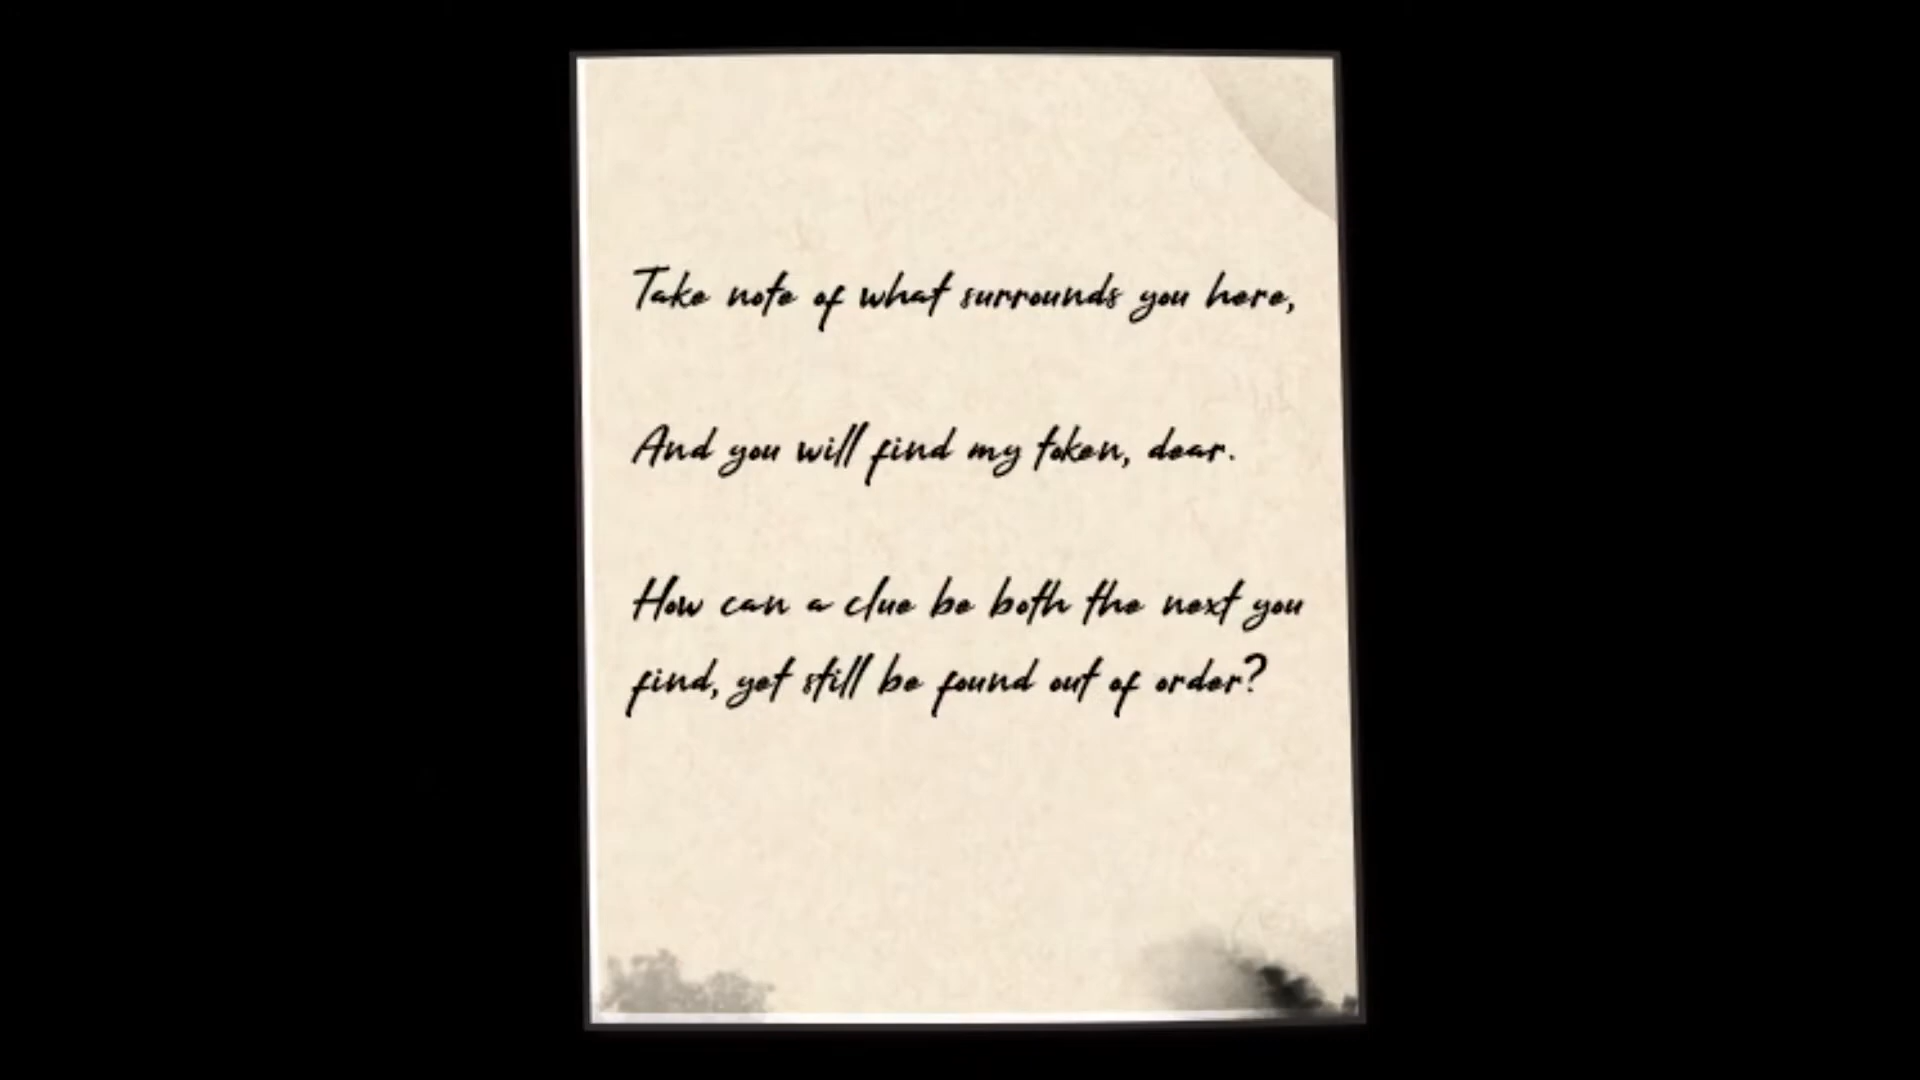 Take note of what surrounds you here,
And you will find my token, dear.
How can a clue be both the next you
find, yet still be found out of order?